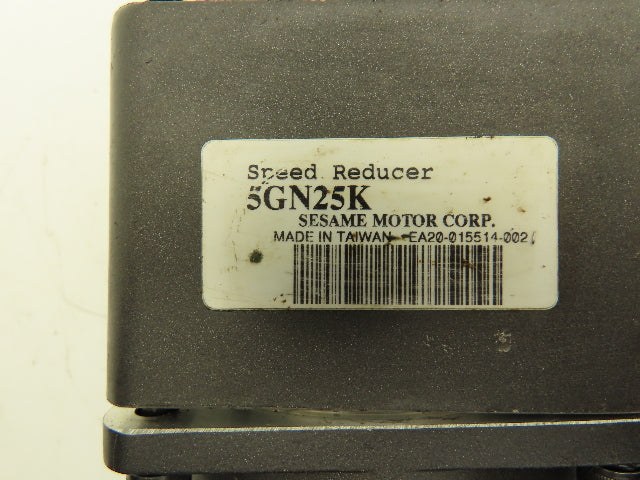 Speed Reducer
5GN25K
SESAME MOTOR CORP.
MADE IN TAIWAN EA20-015514-002